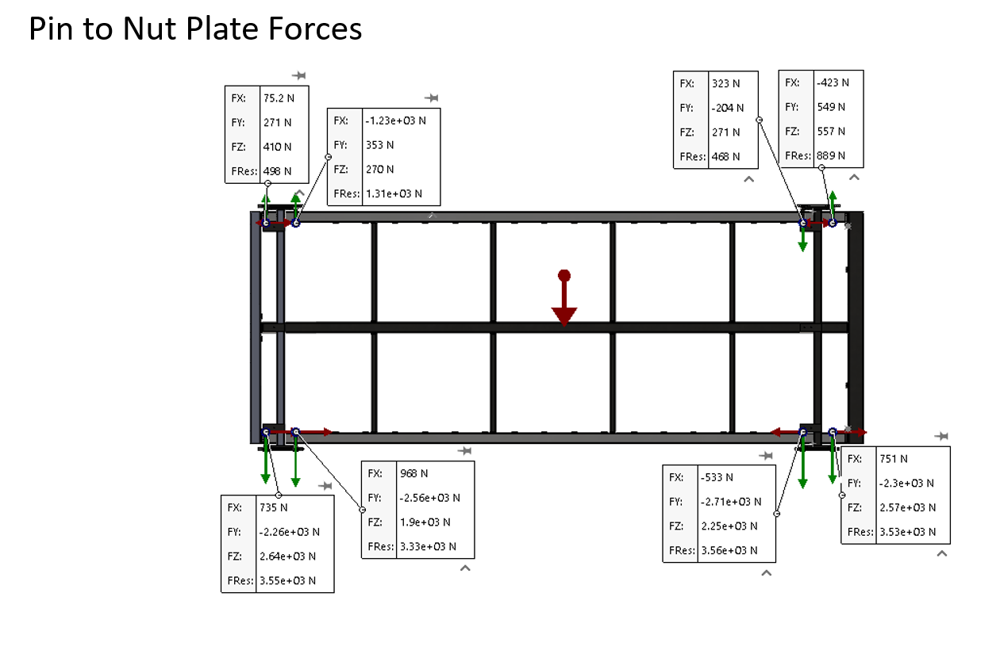 Pin to Nut Plate Forces
FX: 75.2 N
FY: 271 N
FZ: 410 N
FRes: 498 N
FX: -1.23e+03 N
FY: 353 N
FZ: 270 N
FRes: 1.31e+03 N
FX: 323 N
FY: -204 N
FZ: 271 N
FRes: 468 N
FX: -423 N
FY: 549 N
FZ: 557 N
FRes: 889 N
FX: 735 N
FY: -2.26e+03 N
FZ: 2.64e+03 N
FRes: 3.55e+03 N
FX: 968 N
FY: -2.56e+03 N
FZ: 1.9e+03 N
FRes: 3.33e+03 N
FX: -533 N
FY: -2.71e+03 N
FZ: 2.25e+03 N
FRes: 3.56e+03 N
FX: 751 N
FY: -2.3e+03 N
FZ: 2.57e+03 N
FRes: 3.53e+03 N